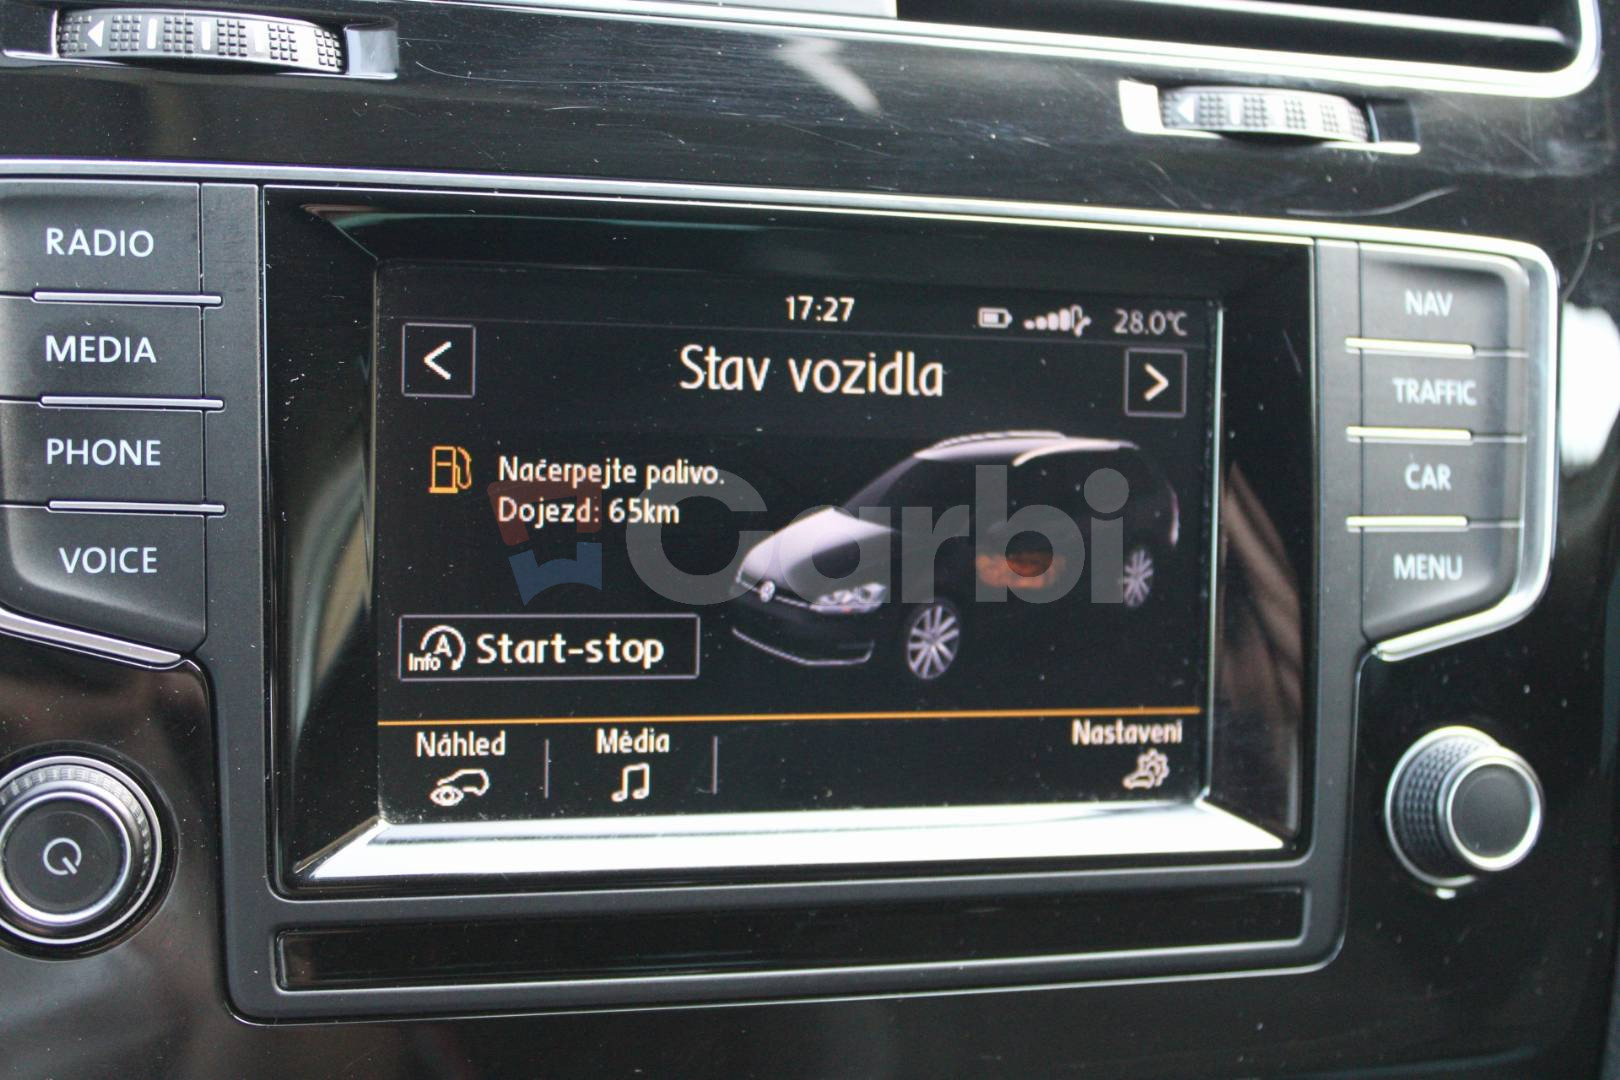 RADIO
MEDIA
PHONE
VOICE
17:27
28.0°C
<
Stav vozidla
>
Načerpejte palivo.
Dojezd: 65km
Carbi
A
Info
Start-stop
Náhled
Média
Nastavení
NAV
TRAFFIC
CAR
MENU